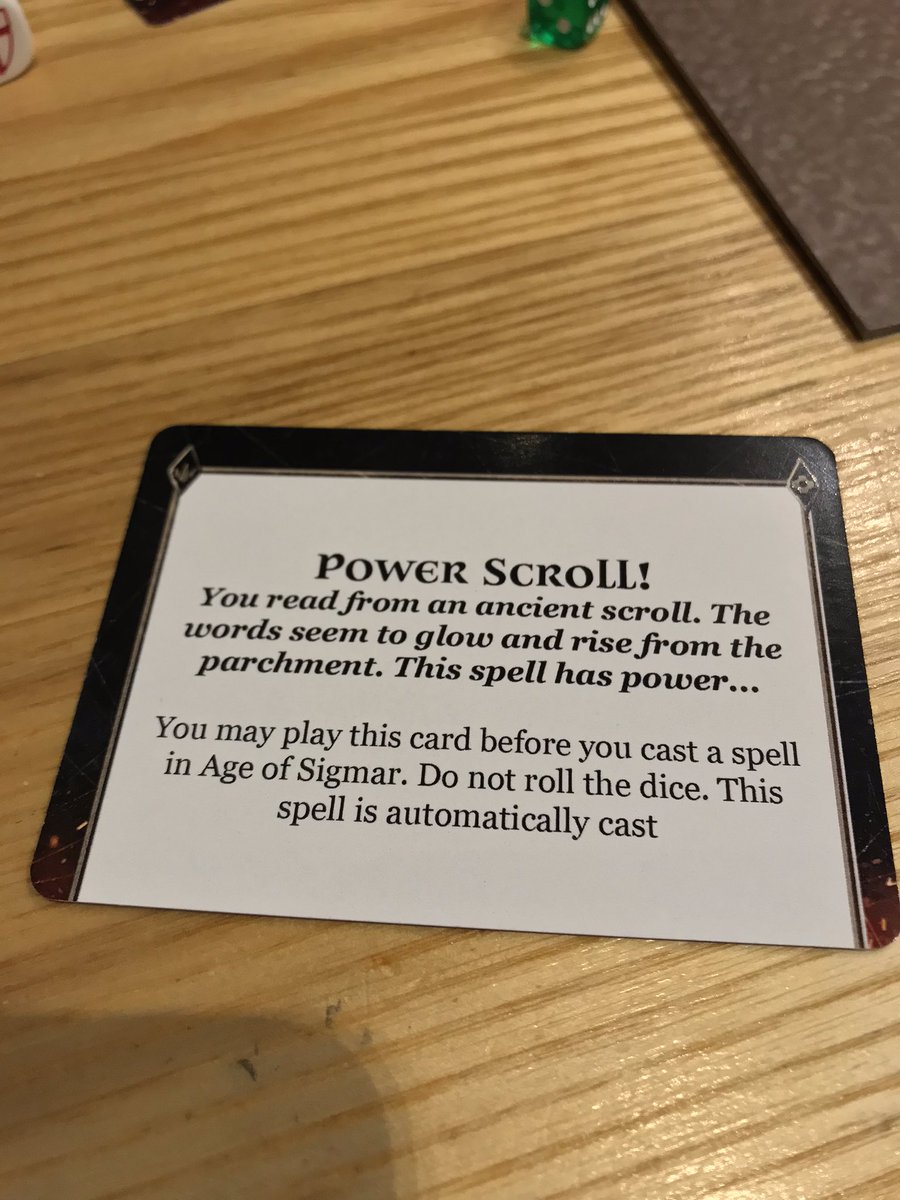 Power Scroll!
You read from an ancient scroll. The
words seem to glow and rise from the
parchment. This spell has power...
You may play this card before you cast a spell
in Age of Sigmar. Do not roll the dice. This
spell is automatically cast